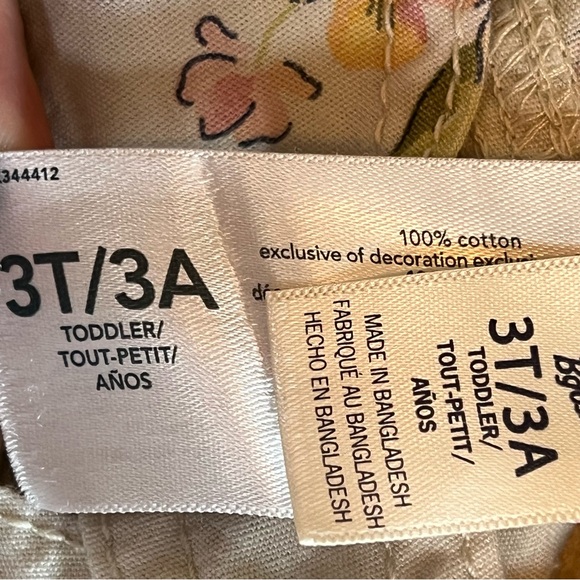 344412
3T/3A
TODDLER/
TOUT-PETIT/
AÑOS
100% cotton
exclusive of decoration
MADE IN BANGLADESH
FABRIQUÉ AU BANGLADESH
HECHO EN BANGLADESH
3T/3A
TODDLER/
TOUT-PETIT/
AÑOS